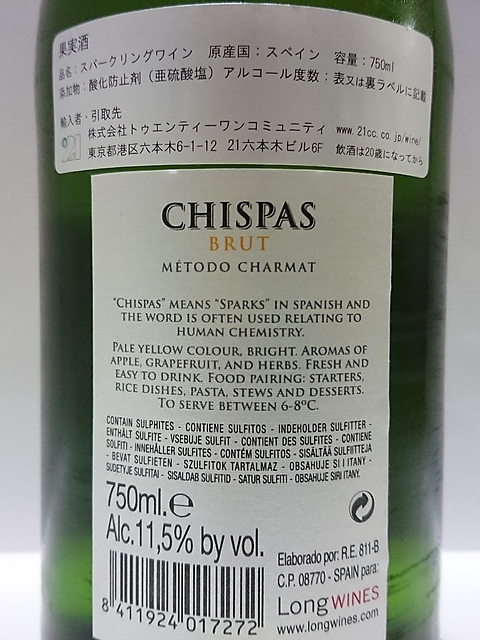 果実酒
品名：スパークリングワイン　原産国：スペイン　容量：750ml
添加物：酸化防止剤（亜硫酸塩）アルコール度数：表又は裏ラベルに記載
輸入者・引取先
21 株式会社トゥエンティーワンコミュニティ www.21cc.co.jp/wine/
東京都港区六本木6-1-12　21六本木ビル6F　飲酒は20歳になってから
CHISPAS
BRUT
MÉTODO CHARMAT
"CHISPAS" MEANS "SPARKS" IN SPANISH AND
THE WORD IS OFTEN USED RELATING TO
HUMAN CHEMISTRY.
PALE YELLOW COLOUR, BRIGHT. AROMAS OF
APPLE, GRAPEFRUIT, AND HERBS. FRESH AND
EASY TO DRINK. FOOD PAIRING: STARTERS,
RICE DISHES, PASTA, STEWS AND DESSERTS.
TO SERVE BETWEEN 6-8ºC.
CONTAIN SULPHITES - CONTIENE SULFITOS - INDEHOLDER SULFITTER -
ENTHÄLT SULFITE - VSEBUJE SULFIT - CONTIENT DES SULFITES - CONTIENE
SOLFITI - INNEHÅLLER SULFITES - CONTÉM SULFITOS - SISÄLTÄÄ SULFIITTEJÄ
- BEVAT SULFIETEN - SZULFITOK TARTALMAZ - OBSAHUJE
SUDETYJE SULFITAI - SISALDAB SULFITID - SATUR SULFITI - OBSAHUJE
750ml.℮
Alc.11,5% by vol.
8 411924 017272
Elaborado por: R.E. 811-B
C.P. 08770 - SPAIN para:
LongWINES
www.longwines.com